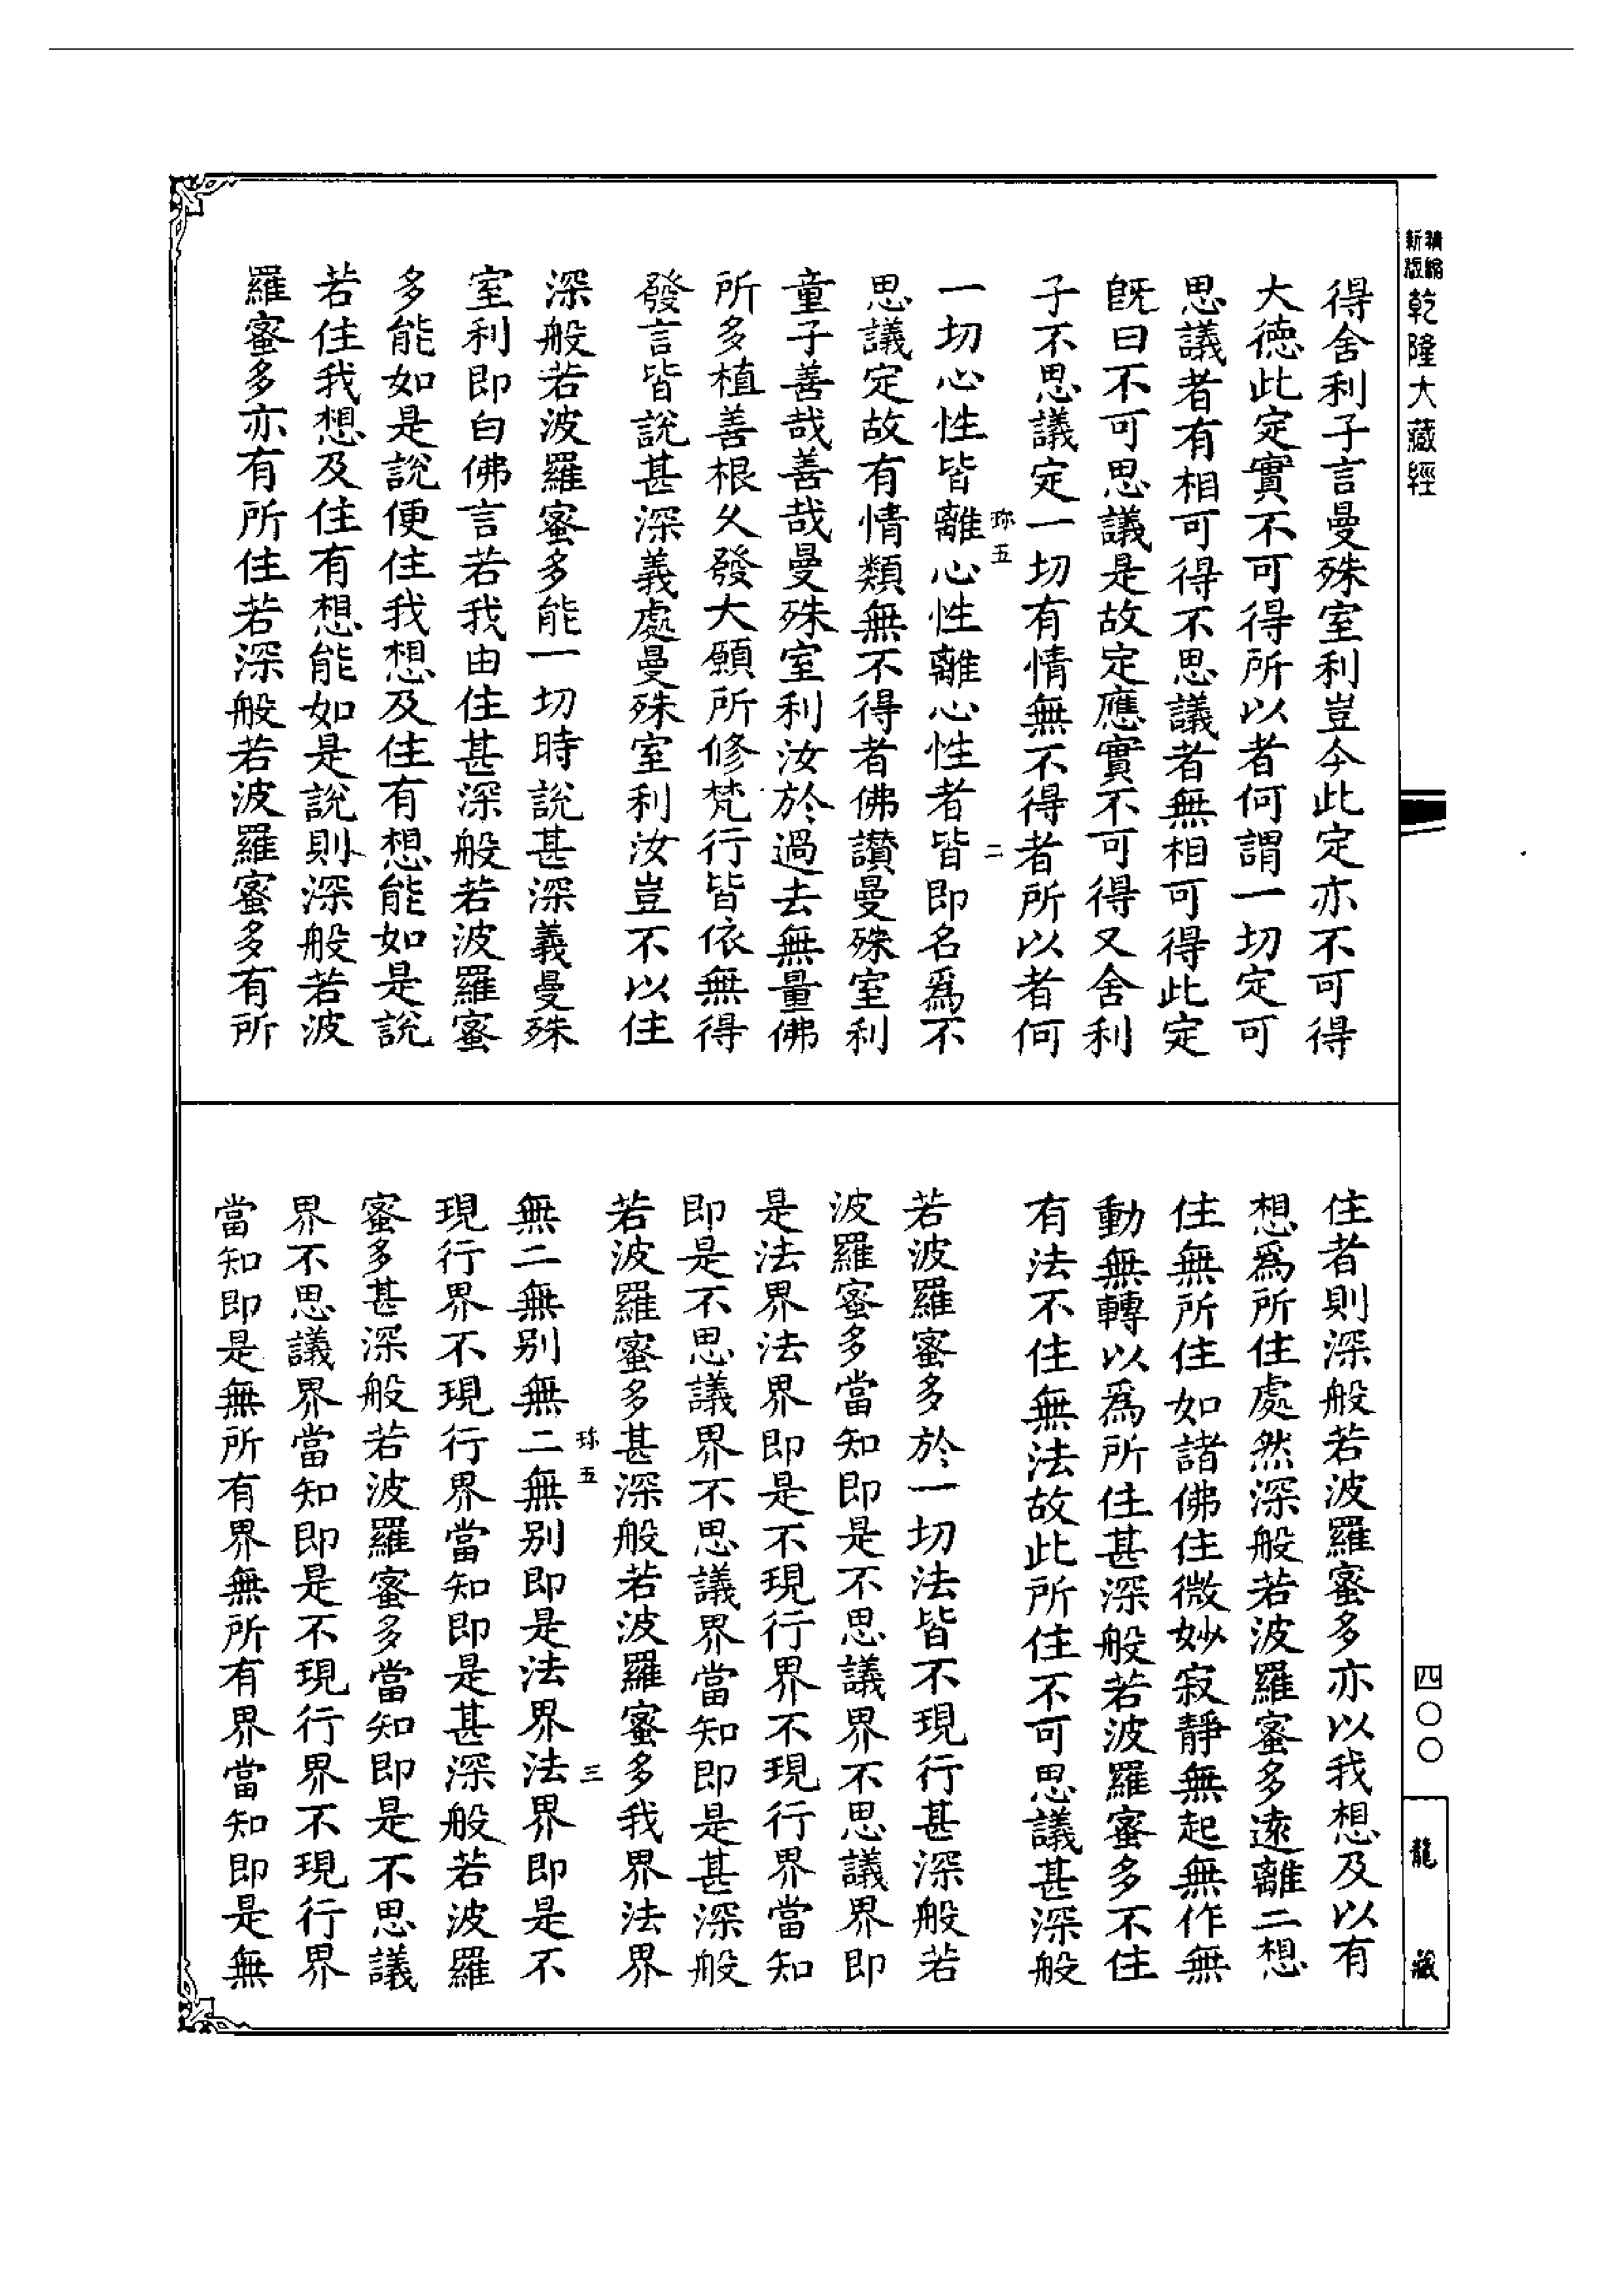 新版精縮乾隆大藏經
得舍利子言曼殊室利豈今此定亦不可得
大德此定實不可得所以者何謂一切定可
思議者有相可得不思議者無相可得此定
旣曰不可思議是故定應實不可得又舍利
子不思議定一切有情無不得者所以者何
珎五 二
一切心性皆離心性離心性者皆即名爲不
思議定故有情類無不得者佛讚曼殊室利
童子善哉善哉曼殊室利汝於過去無量佛
所多植善根久發大願所修梵行皆依無得
發言皆說甚深義處曼殊室利汝豈不以住
深般若波羅蜜多能一切時說甚深義曼殊
室利即白佛言若我由住甚深般若波羅蜜
多能如是說便住我想及住有想能如是說
若住我想及住有想能如是說則深般若波
羅蜜多亦有所住若深般若波羅蜜多有所
住者則深般若波羅蜜多亦以我想及以有
想爲所住處然深般若波羅蜜多遠離二想
住無所住如諸佛住微妙寂靜無起無作無
動無轉以爲所住甚深般若波羅蜜多不住
有法不住無法故此所住不可思議甚深般
若波羅蜜多於一切法皆不現行甚深般若
波羅蜜多當知即是不思議界不思議界即
是法界法界即是不現行界不現行界當知
即是不思議界不思議界當知即是甚深般
若波羅蜜多甚深般若波羅蜜多我界法界
珎五 三
無二無別無二無別即是法界法界即是不
現行界不現行界當知即是甚深般若波羅
蜜多甚深般若波羅蜜多當知即是不思議
界不思議界當知即是不現行界不現行界
當知即是無所有界無所有界當知即是無
四〇〇
龍藏